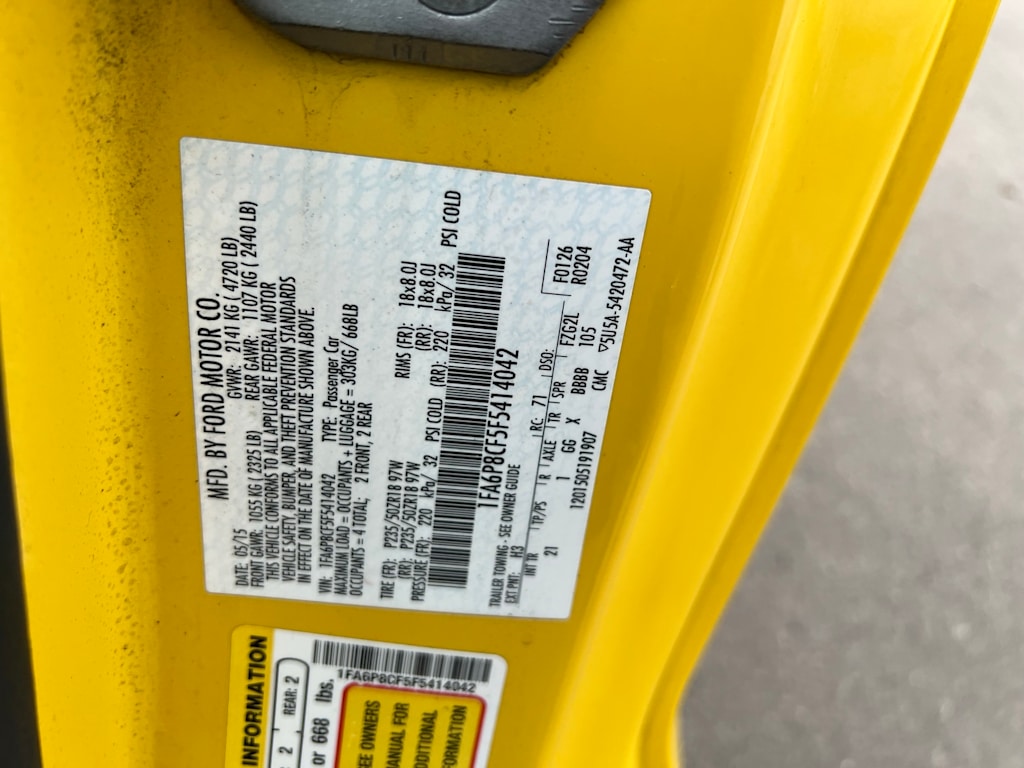 MFD. BY FORD MOTOR CO.
DATE: 05/15 GVWR: 2141 KG ( 4720 LB)
FRONT GAWR: 1055 KG ( 2325 LB) REAR GAWR: 1107 KG ( 2440 LB)
THIS VEHICLE CONFORMS TO ALL APPLICABLE FEDERAL MOTOR
VEHICLE SAFETY, BUMPER, AND THEFT PREVENTION STANDARDS
IN EFFECT ON THE DATE OF MANUFACTURE SHOWN ABOVE.
VIN: 1FA6P8CF5F5414042 TYPE: Passenger Car
MAXIMUM LOAD = OCCUPANTS + LUGGAGE = 303KG/ 668LB
OCCUPANTS = 4 TOTAL; 2 FRONT, 2 REAR
TIRE (FR): P235/50ZR18 97W RIMS (FR): 18x8.0J
(RR): P235/50ZR18 97W (RR): 18x8.0J
PRESSURE (FR): 220 kPa/ 32 PSI COLD (RR): 220 kPa/ 32 PSI COLD
1FA6P8CF5F5414042
TRAILER TOWING - SEE OWNER GUIDE
EXT PNT: H3 RC: 71 DSO: F0126
INT TR TP/PS R AXLE TR SPR FZG2L R0204
21 1 GG X BBBB 105
1201505191907 CMC ▽5U5A-5420472-AA
INFORMATION
2 REAR: 2
or 668 lbs.
1FA6P8CF5F5414042
SEE OWNERS
MANUAL FOR
ADDITIONAL
INFORMATION